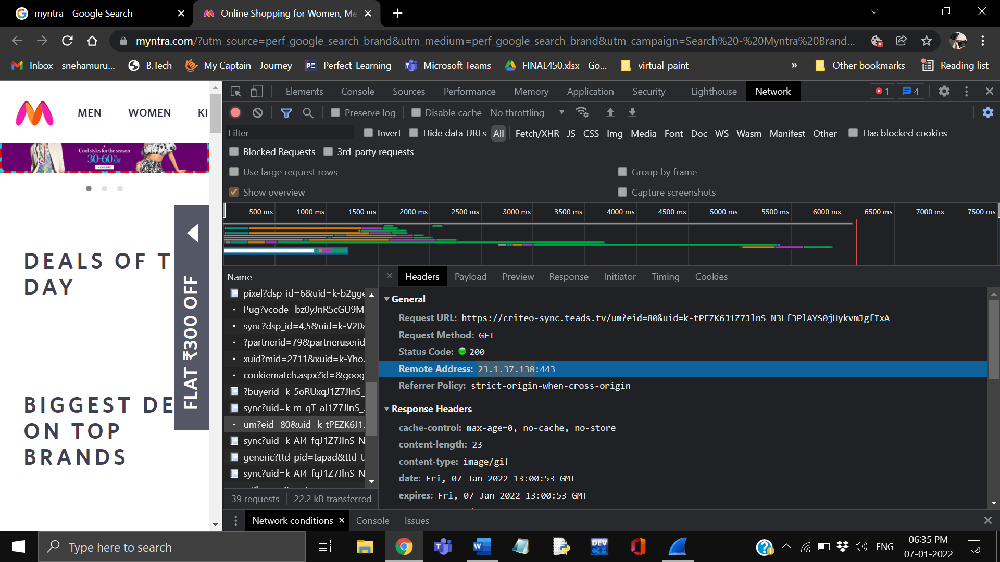 myntra - Google Search
Online Shopping for Women, Me
myntra.com/?utm_source=perf_google_search_brand&utm_medium=perf_google_search_brand&utm_campaign=Search%20-%20Myntra%20Brand...
Inbox - snehamuru...
B.Tech
My Captain - Journey
PE Perfect_Learning
Microsoft Teams
FINAL450.xlsx - Go...
virtual-paint
»
Other bookmarks
Reading list
MEN WOMEN KI
Cool styles for the season
30-60% Off
+ EXPLORE
DEALS OF T
DAY
FLAT ₹300 OFF
BIGGEST DE
ON TOP
BRANDS
Elements Console Sources Performance Memory Application Security Lighthouse Network
1 4
Preserve log Disable cache No throttling
Filter Invert Hide data URLs All Fetch/XHR JS CSS Img Media Font Doc WS Wasm Manifest Other Has blocked cookies
Blocked Requests 3rd-party requests
Use large request rows Group by frame
Show overview Capture screenshots
500 ms 1000 ms 1500 ms 2000 ms 2500 ms 3000 ms 3500 ms 4000 ms 4500 ms 5000 ms 5500 ms 6000 ms 6500 ms 7000 ms 7500 ms
Name
pixel?dsp_id=6&uid=k-b2gge
Pug?vcode=bz0yJnR5cGU9M.
sync?dsp_id=4,5&uid=k-V20a
?partnerid=79&partneruserid
xuid?mid=2711&xuid=k-Yho.
cookiematch.aspx?id=&goog
?buyerid=k-5oRUxqJ1Z7JlnS_
sync?uid=k-m-qT-aJ1Z7JlnS_.
um?eid=80&uid=k-tPEZK6J1.
sync?uid=k-AI4_fqJ1Z7JlnS_N
generic?ttd_pid=tapad&ttd_t.
sync?uid=k-AI4_fqJ1Z7JlnS_N
39 requests 22.2 kB transferred
Headers Payload Preview Response Initiator Timing Cookies
General
Request URL: https://criteo-sync.teads.tv/um?eid=80&uid=k-tPEZK6J1Z7JlnS_N3Lf3PlAYS0jHykvmJgfIxA
Request Method: GET
Status Code: 200
Remote Address: 23.1.37.138:443
Referrer Policy: strict-origin-when-cross-origin
Response Headers
cache-control: max-age=0, no-cache, no-store
content-length: 23
content-type: image/gif
date: Fri, 07 Jan 2022 13:00:53 GMT
expires: Fri, 07 Jan 2022 13:00:53 GMT
Network conditions Console Issues
Type here to search
DEV
C++
ENG
06:35 PM
07-01-2022